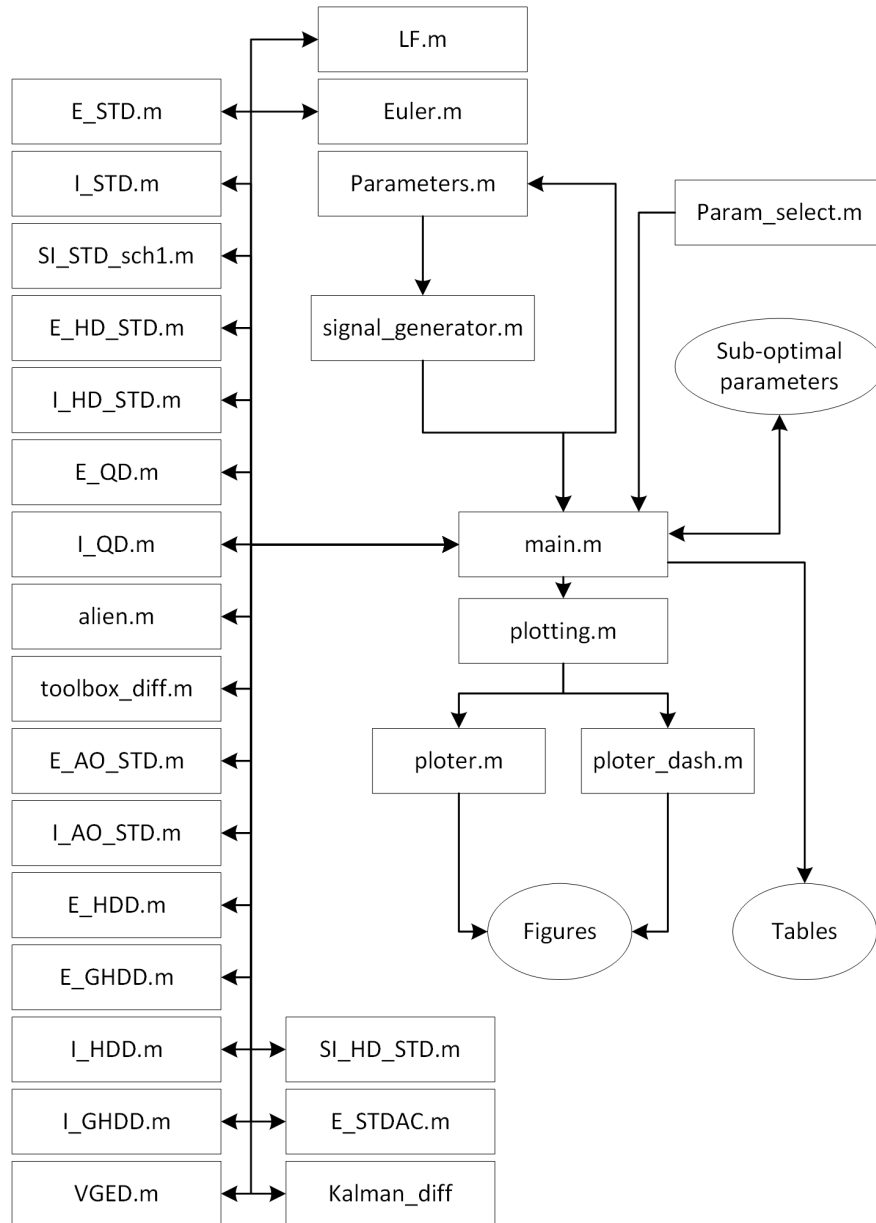 LF.m
E_STD.m
Euler.m
I_STD.m
Parameters.m
Param_select.m
SI_STD_sch1.m
E_HD_STD.m
signal_generator.m
Sub-optimal
parameters
I_HD_STD.m
E_QD.m
I_QD.m
main.m
alien.m
plotting.m
toolbox_diff.m
E_AO_STD.m
ploter.m
ploter_dash.m
I_AO_STD.m
E_HDD.m
Figures
Tables
E_GHDD.m
I_HDD.m
SI_HD_STD.m
I_GHDD.m
E_STDAC.m
VGED.m
Kalman_diff